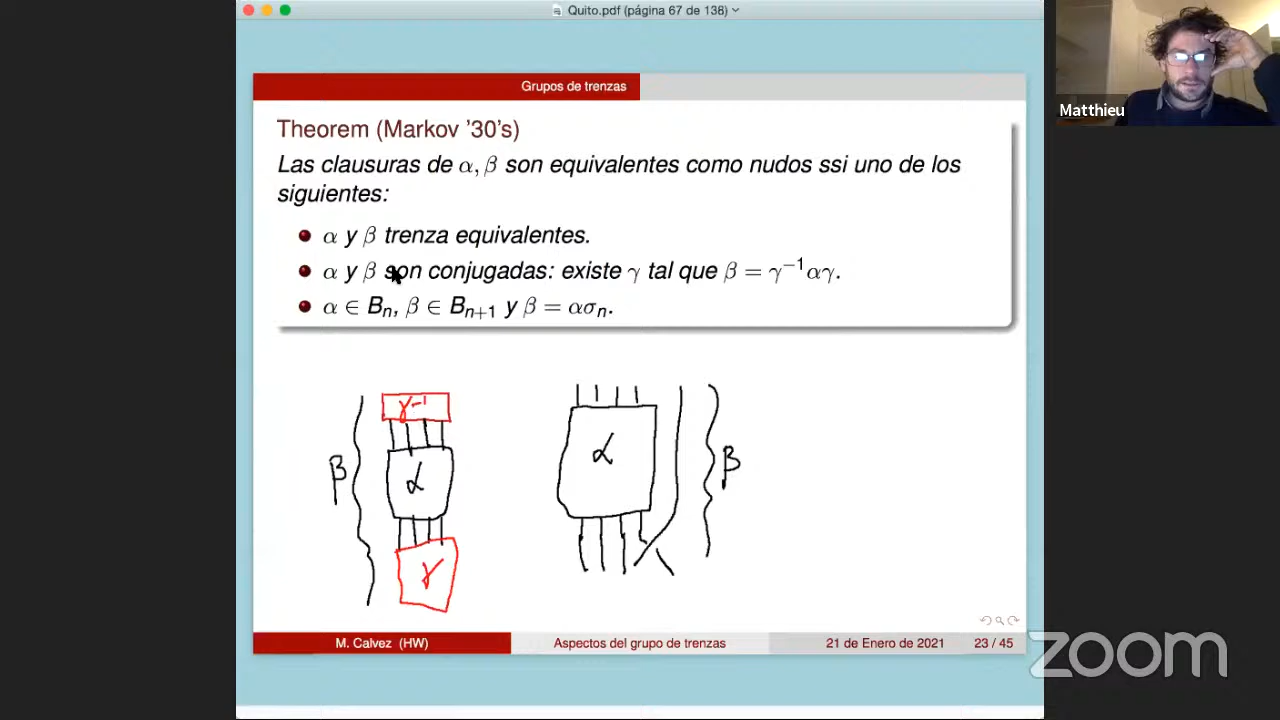 Quito.pdf (página 67 de 138)
Matthieu
Grupos de trenzas
Theorem (Markov '30's)
Las clausuras de α, β son equivalentes como nudos ssi uno de los
siguientes:
α y β trenza equivalentes.
α y β son conjugadas: existe γ tal que β = γ⁻¹αγ.
α ∈ Bₙ, β ∈ Bₙ₊₁ y β = ασₙ.
γ⁻¹
β
α
γ
α
β
M. Calvez (HW)
Aspectos del grupo de trenzas
21 de Enero de 2021
23 / 45
zoom